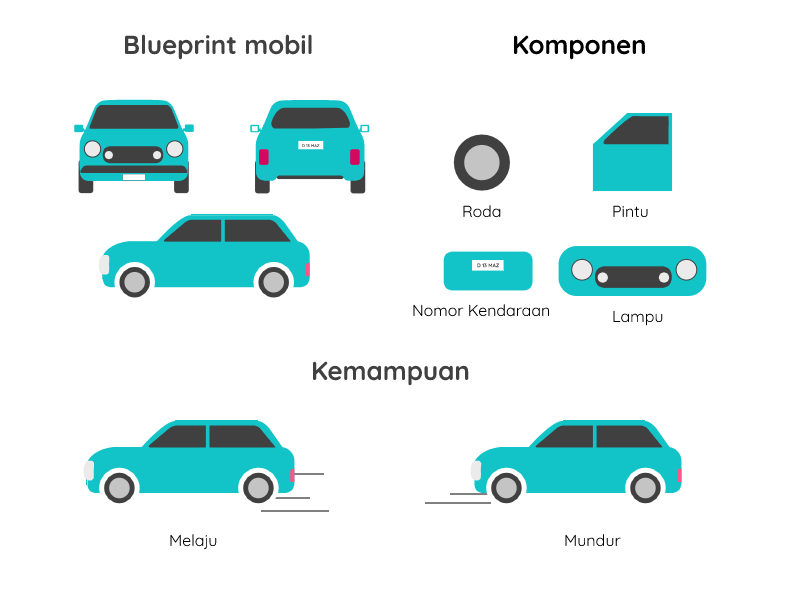 Blueprint mobil
Komponen
D 13 MAZ
Roda
Pintu
D 13 MAZ
Nomor Kendaraan
Lampu
Kemampuan
Melaju
Mundur